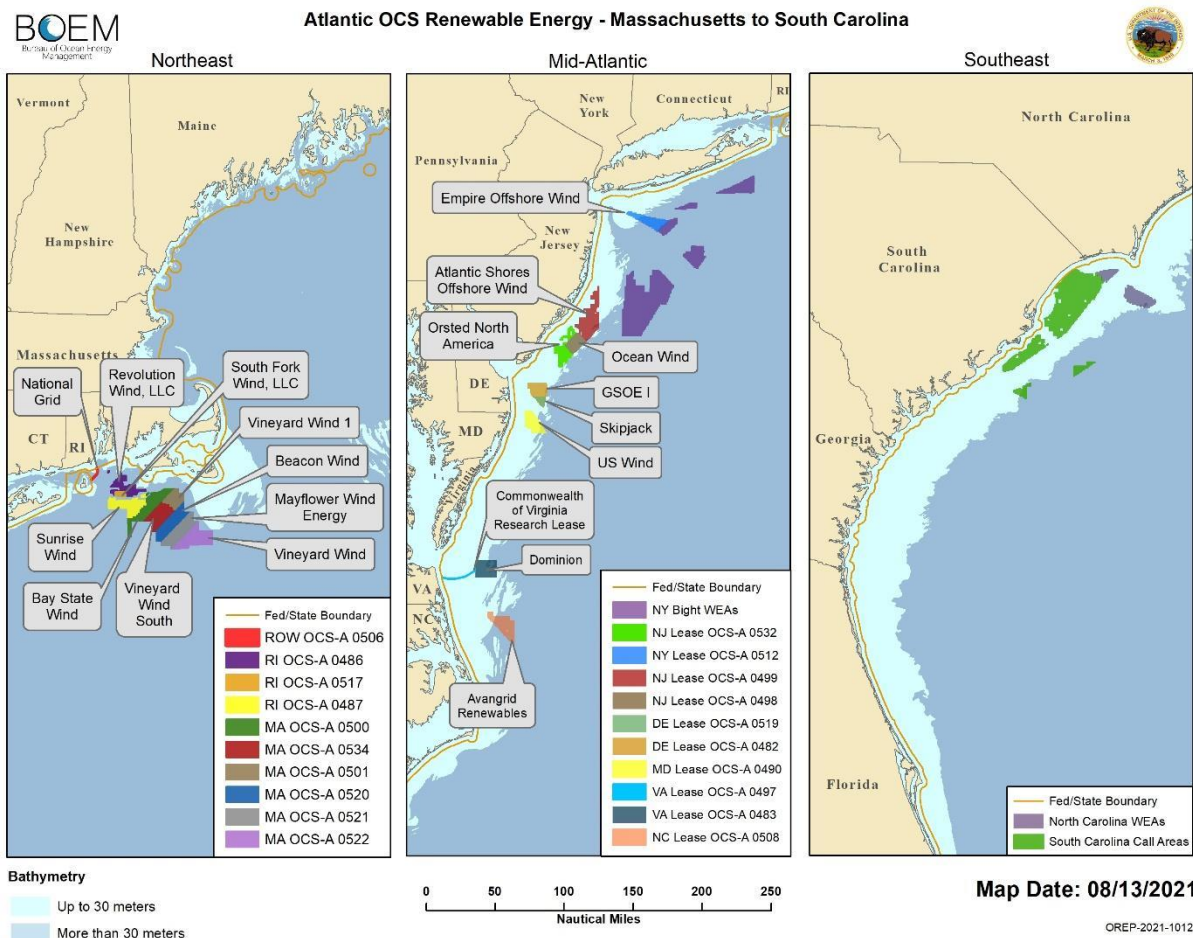 BOEM
Bureau of Ocean Energy
Management
Atlantic OCS Renewable Energy - Massachusetts to South Carolina
Northeast
Vermont
Maine
New
Hampshire
Massachusetts
CT
RI
National
Grid
Revolution
Wind, LLC
South Fork
Wind, LLC
Vineyard Wind 1
Beacon Wind
Mayflower Wind
Energy
Vineyard Wind
Sunrise
Wind
Bay State
Wind
Vineyard
Wind
South
Fed/State Boundary
ROW OCS-A 0506
RI OCS-A 0486
RI OCS-A 0517
RI OCS-A 0487
MA OCS-A 0500
MA OCS-A 0534
MA OCS-A 0501
MA OCS-A 0520
MA OCS-A 0521
MA OCS-A 0522
Mid-Atlantic
New
York
Connecticut
RI
Pennsylvania
New
Jersey
DE
MD
Virginia
VA
NC
Empire Offshore Wind
Atlantic Shores
Offshore Wind
Orsted North
America
Ocean Wind
GSOE I
Skipjack
US Wind
Commonwealth
of Virginia
Research Lease
Dominion
Avangrid
Renewables
Fed/State Boundary
NY Bight WEAs
NJ Lease OCS-A 0532
NY Lease OCS-A 0512
NJ Lease OCS-A 0499
NJ Lease OCS-A 0498
DE Lease OCS-A 0519
DE Lease OCS-A 0482
MD Lease OCS-A 0490
VA Lease OCS-A 0497
VA Lease OCS-A 0483
NC Lease OCS-A 0508
Southeast
North Carolina
South
Carolina
Georgia
Florida
Fed/State Boundary
North Carolina WEAs
South Carolina Call Areas
Bathymetry
Up to 30 meters
More than 30 meters
0 50 100 150 200 250
Nautical Miles
Map Date: 08/13/2021
OREP-2021-1012